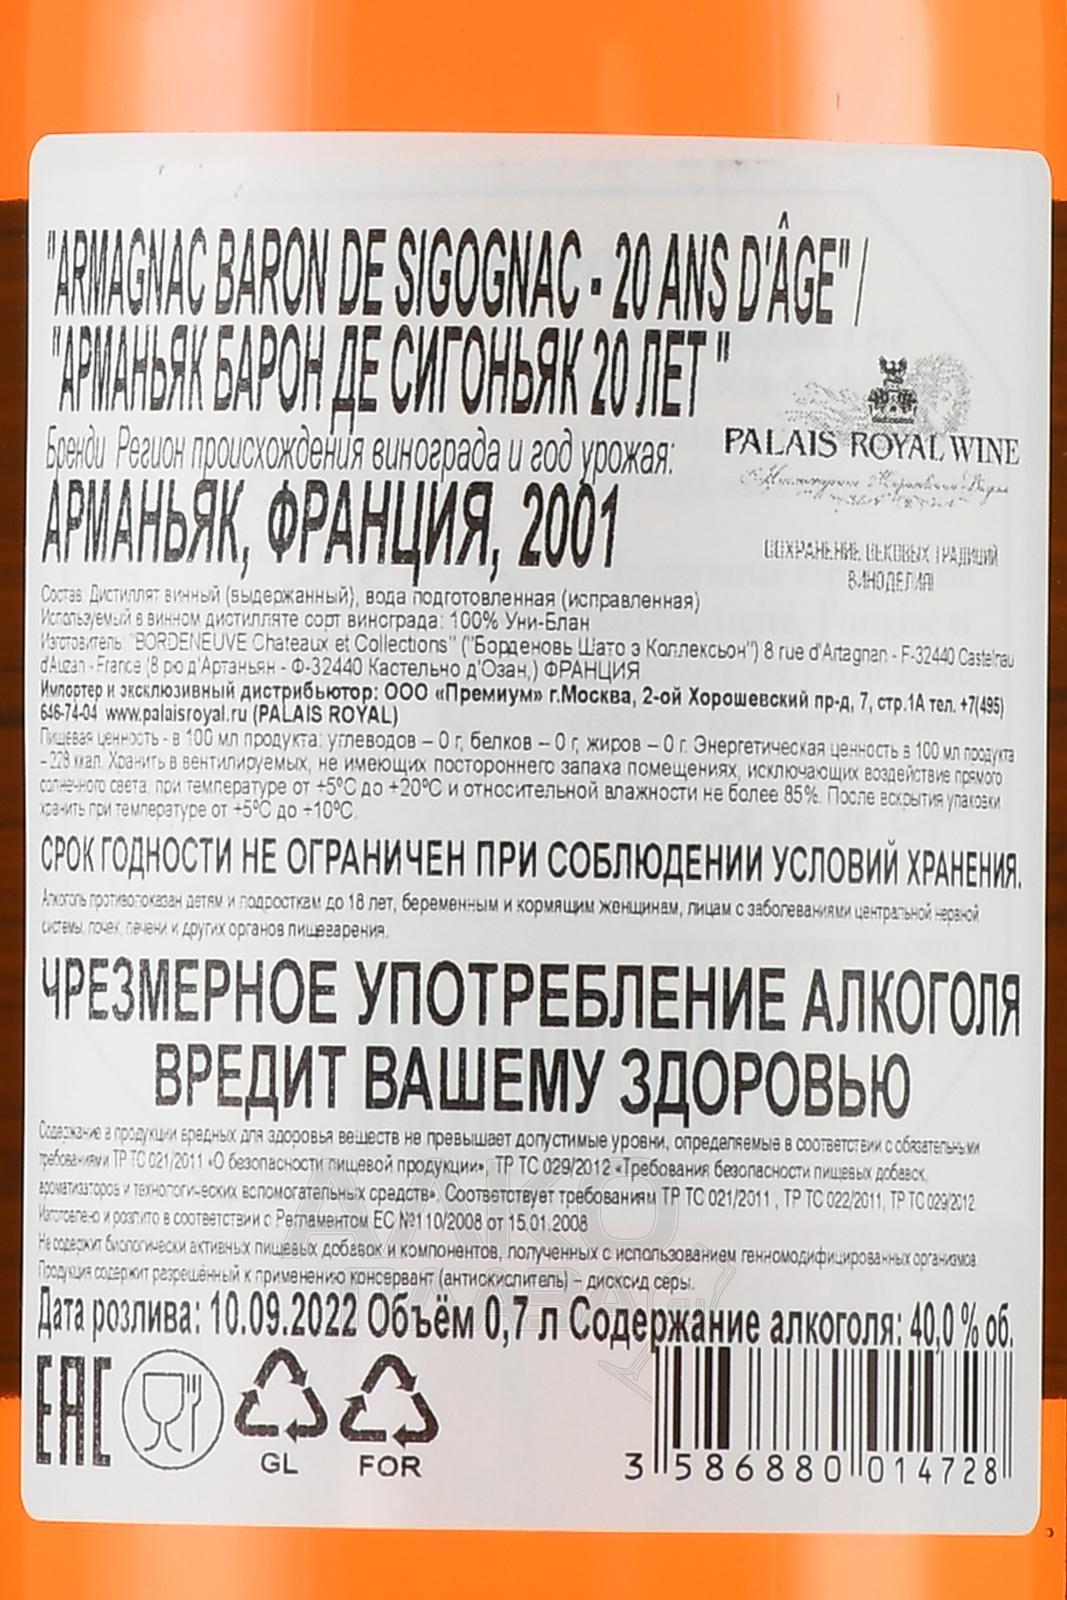 "ARMAGNAC BARON DE SIGOGNAC - 20 ANS D'ÂGE" /
"АРМАНЬЯК БАРОН ДЕ СИГОНЬЯК 20 ЛЕТ "
Бренди Регион происхождения винограда и год урожая:
АРМАНЬЯК, ФРАНЦИЯ, 2001
PALAIS ROYAL WINE
СОХРАНЕНИЕ ВЕКОВЫХ ТРАДИЦИЙ
ВИНОДЕЛИЯ!
Состав: Дистиллят винный (выдержанный), вода подготовленная (исправленная)
Используемый в винном дистилляте сорт винограда: 100% Уни-Блан
Изготовитель: "BORDENEUVE Chateaux et Collections" ("Борденовь Шато э Коллексьон") 8 rue d'Artagnan - F-32440 Castelnau
d'Auzan - France (8 рю д'Артаньян - Ф-32440 Кастельно д'Озан,) ФРАНЦИЯ
Импортер и эксклюзивный дистрибьютор: ООО «Премиум» г.Москва, 2-ой Хорошевский пр-д, 7, стр.1А тел. +7(495)
646-74-04 www.palaisroyal.ru (PALAIS ROYAL)
Пищевая ценность - в 100 мл продукта: углеводов – 0 г, белков – 0 г, жиров – 0 г. Энергетическая ценность в 100 мл продукта
– 228 ккал. Хранить в вентилируемых, не имеющих постороннего запаха помещениях, исключающих воздействие прямого
солнечного света, при температуре от +5°C до +20°C и относительной влажности не более 85%. После вскрытия упаковки
хранить при температуре от +5°C до +10°C.
СРОК ГОДНОСТИ НЕ ОГРАНИЧЕН ПРИ СОБЛЮДЕНИИ УСЛОВИЙ ХРАНЕНИЯ.
Алкоголь противопоказан детям и подросткам до 18 лет, беременным и кормящим женщинам, лицам с заболеваниями центральной нервной
системы, почек, печени и других органов пищеварения.
ЧРЕЗМЕРНОЕ УПОТРЕБЛЕНИЕ АЛКОГОЛЯ
ВРЕДИТ ВАШЕМУ ЗДОРОВЬЮ
Содержание в продукции вредных для здоровья веществ не превышает допустимые уровни, определяемые в соответствии с обязательными
требованиями ТР ТС 021/2011 «О безопасности пищевой продукции», ТР ТС 029/2012 «Требования безопасности пищевых добавок,
ароматизаторов и технологических вспомогательных средств». Соответствует требованиям ТР ТС 021/2011 , ТР ТС 022/2011, ТР ТС 029/2012.
Изготовлено и розлито в соответствии с Регламентом ЕС №110/2008 от 15.01.2008
Не содержит биологически активных пищевых добавок и компонентов, полученных с использованием генномодифицированных организмов.
Продукция содержит разрешённый к применению консервант (антиокислитель) – диоксид серы.
Дата розлива: 10.09.2022 Объём 0,7 л Содержание алкоголя: 40,0 % об.
EAC
GL
FOR
3 586880 014728